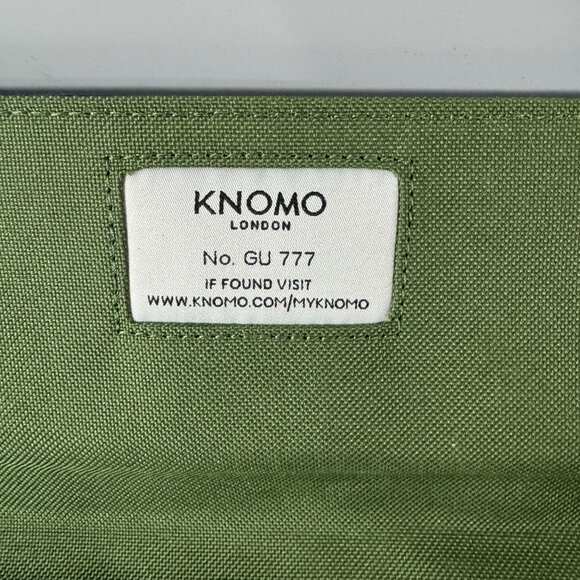 KNOMO
LONDON
No. GU 777
IF FOUND VISIT
WWW.KNOMO.COM/MYKNOMO